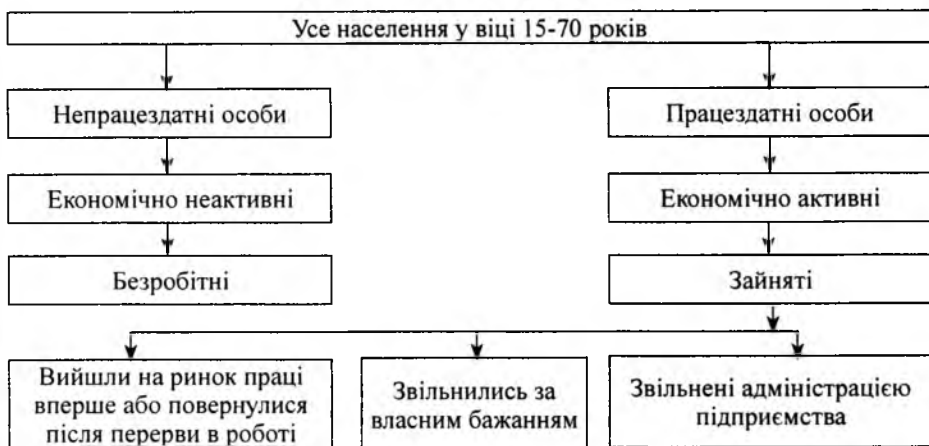 Усе населення у віці 15-70 років
Непрацездатні особи
Працездатні особи
Економічно неактивні
Економічно активні
Безробітні
Зайняті
Вийшли на ринок праці
вперше або повернулися
після перерви в роботі
Звільнились за
власним бажанням
Звільнені адміністрацією
підприємства